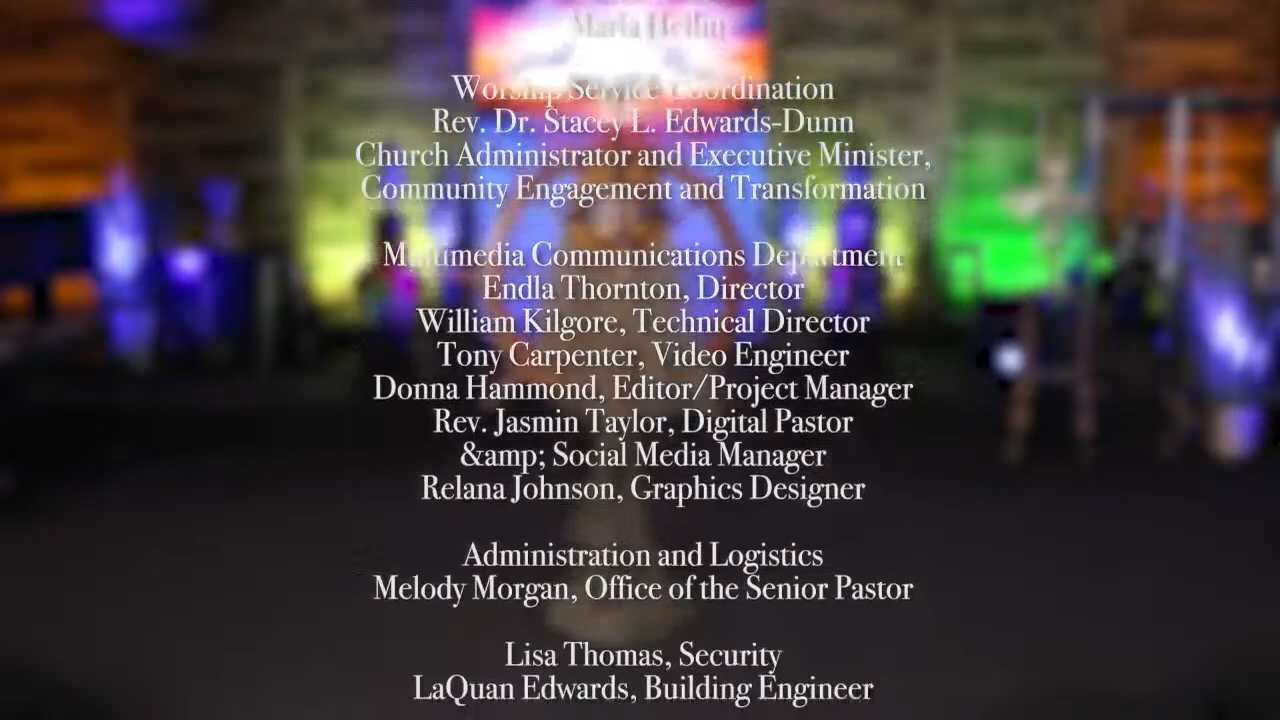 Worship Service Coordination
Rev. Dr. Stacey L. Edwards-Dunn
Church Administrator and Executive Minister,
Community Engagement and Transformation
Multimedia Communications Department
Endla Thornton, Director
William Kilgore, Technical Director
Tony Carpenter, Video Engineer
Donna Hammond, Editor/Project Manager
Rev. Jasmin Taylor, Digital Pastor
&amp; Social Media Manager
Relana Johnson, Graphics Designer
Administration and Logistics
Melody Morgan, Office of the Senior Pastor
Lisa Thomas, Security
LaQuan Edwards, Building Engineer